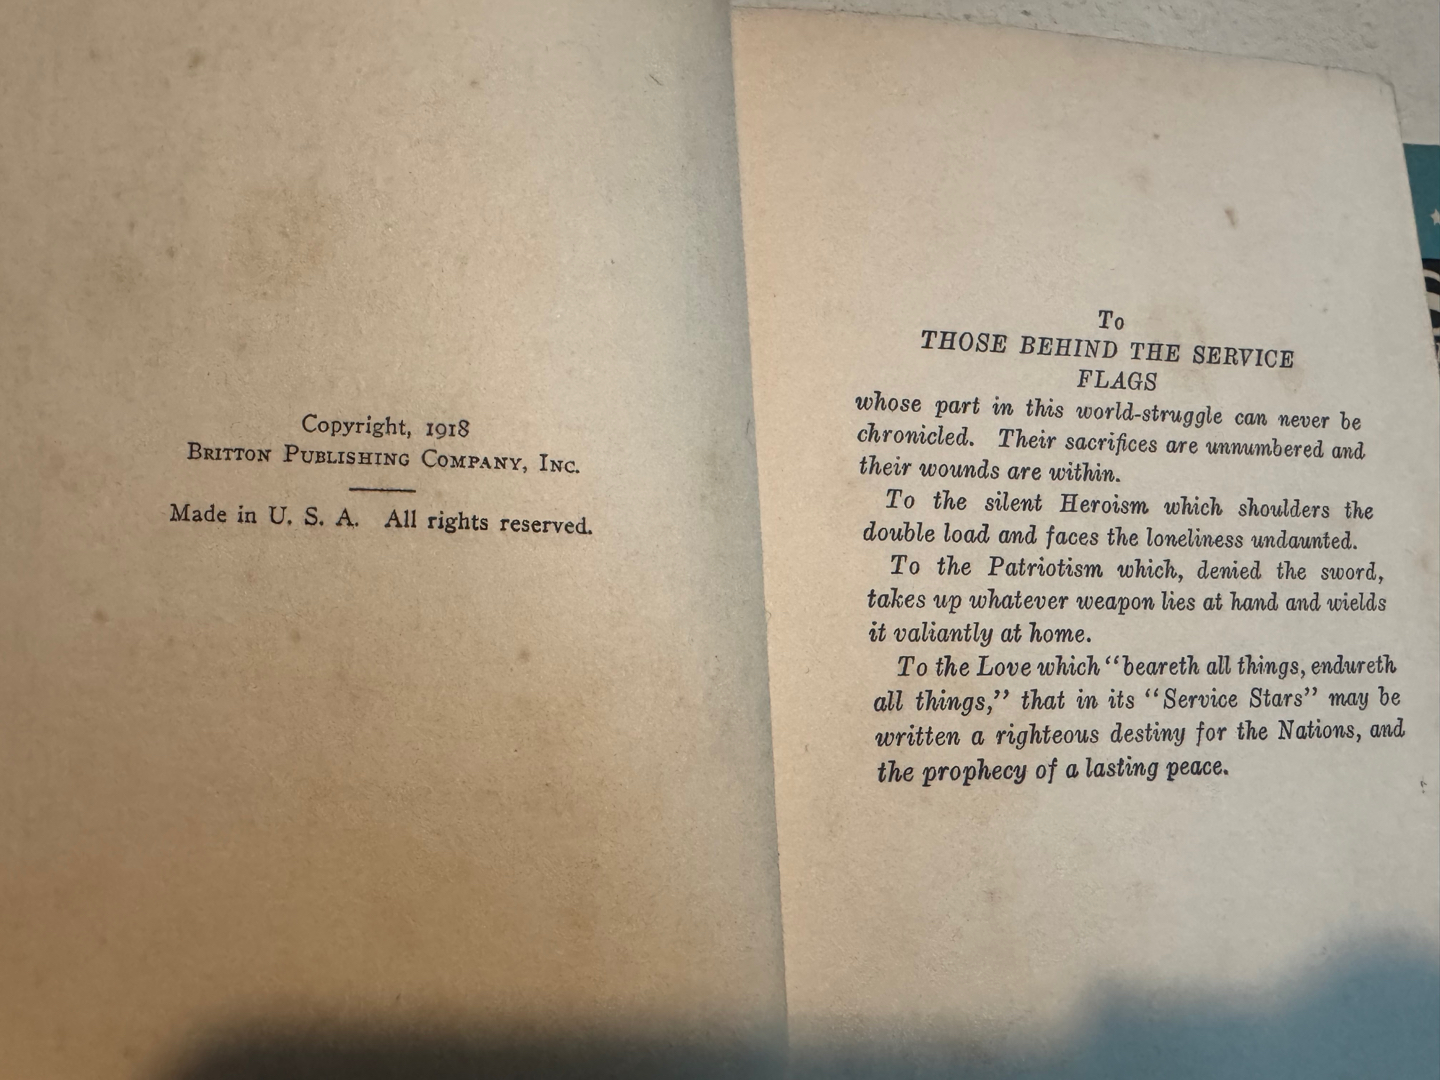 Copyright, 1918
BRITTON PUBLISHING COMPANY, INC.
Made in U. S. A. All rights reserved.
To
THOSE BEHIND THE SERVICE
FLAGS
whose part in this world-struggle can never be
chronicled. Their sacrifices are unnumbered and
their wounds are within.
To the silent Heroism which shoulders the
double load and faces the loneliness undaunted.
To the Patriotism which, denied the sword,
takes up whatever weapon lies at hand and wields
it valiantly at home.
To the Love which “beareth all things, endureth
all things,” that in its “Service Stars” may be
written a righteous destiny for the Nations, and
the prophecy of a lasting peace.